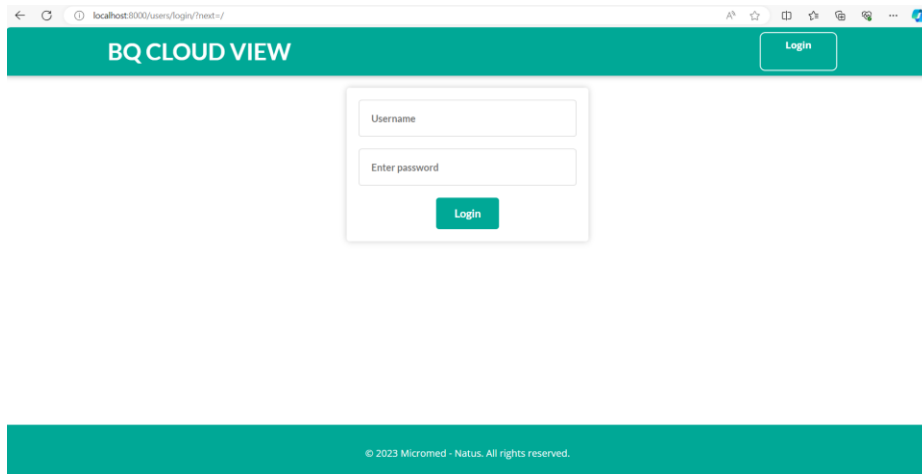 localhost:8000/users/login/?next=/
BQ CLOUD VIEW
Login
Username
Enter password
Login
© 2023 Micromed - Natus. All rights reserved.